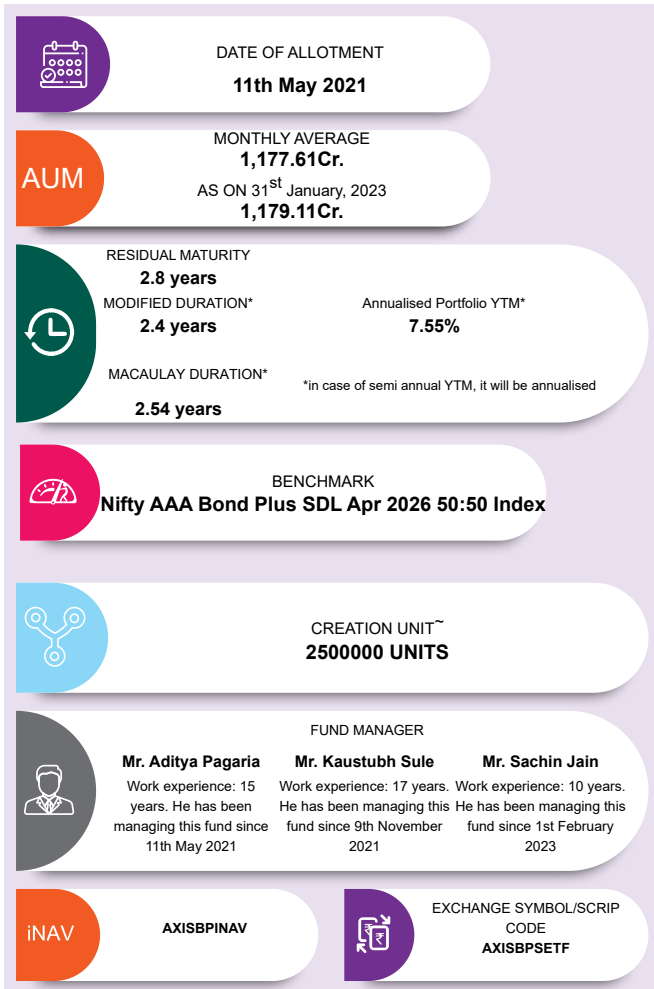 DATE OF ALLOTMENT
11th May 2021
AUM
MONTHLY AVERAGE
1,177.61Cr.
AS ON 31st January, 2023
1,179.11Cr.
RESIDUAL MATURITY
2.8 years
MODIFIED DURATION*
2.4 years
Annualised Portfolio YTM*
7.55%
MACAULAY DURATION*
2.54 years
*in case of semi annual YTM, it will be annualised
BENCHMARK
Nifty AAA Bond Plus SDL Apr 2026 50:50 Index
CREATION UNIT~
2500000 UNITS
FUND MANAGER
Mr. Aditya Pagaria
Work experience: 15
years. He has been
managing this fund since
11th May 2021
Mr. Kaustubh Sule
Work experience: 17 years.
He has been managing this
fund since 9th November
2021
Mr. Sachin Jain
Work experience: 10 years.
He has been managing this
fund since 1st February
2023
iNAV
AXISBPINAV
₹
₹
EXCHANGE SYMBOL/SCRIP
CODE
AXISBPSETF